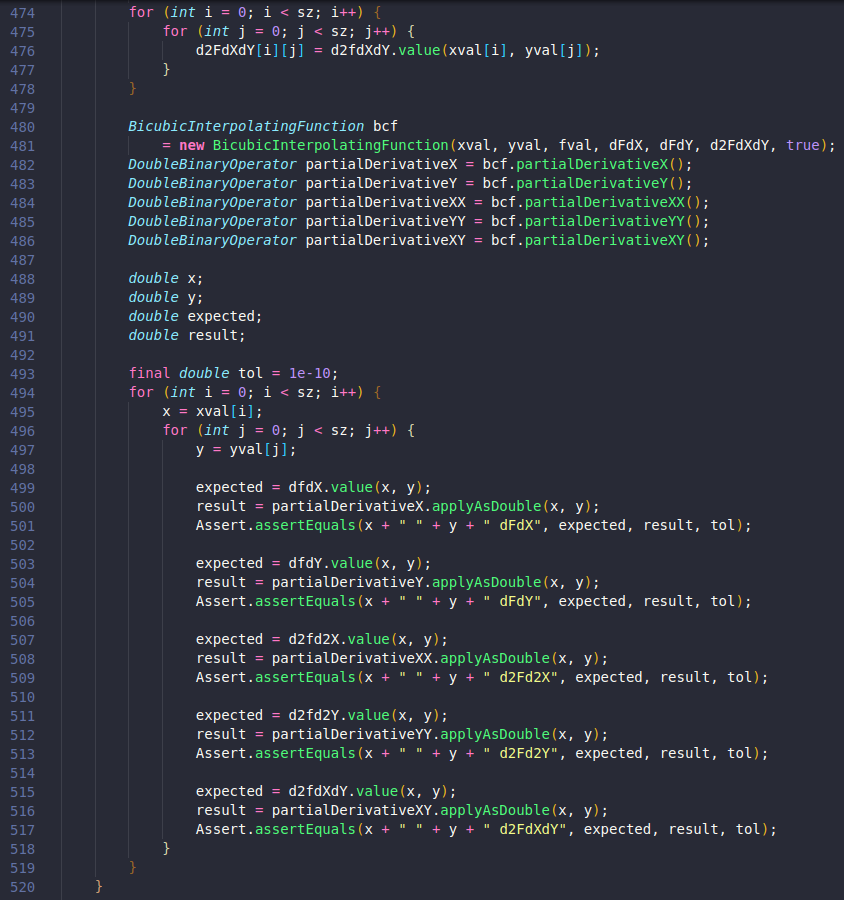 474 for (int i = 0; i < sz; i++) {
475 for (int j = 0; j < sz; j++) {
476 d2FdXdY[i][j] = d2fdXdY.value(xval[i], yval[j]);
477 }
478 }
479
480 BicubicInterpolatingFunction bcf
481 = new BicubicInterpolatingFunction(xval, yval, fval, dFdX, dFdY, d2FdXdY, true);
482 DoubleBinaryOperator partialDerivativeX = bcf.partialDerivativeX();
483 DoubleBinaryOperator partialDerivativeY = bcf.partialDerivativeY();
484 DoubleBinaryOperator partialDerivativeXX = bcf.partialDerivativeXX();
485 DoubleBinaryOperator partialDerivativeYY = bcf.partialDerivativeYY();
486 DoubleBinaryOperator partialDerivativeXY = bcf.partialDerivativeXY();
487
488 double x;
489 double y;
490 double expected;
491 double result;
492
493 final double tol = 1e-10;
494 for (int i = 0; i < sz; i++) {
495 x = xval[i];
496 for (int j = 0; j < sz; j++) {
497 y = yval[j];
498
499 expected = dfdX.value(x, y);
500 result = partialDerivativeX.applyAsDouble(x, y);
501 Assert.assertEquals(x + " " + y + " dFdX", expected, result, tol);
502
503 expected = dfdY.value(x, y);
504 result = partialDerivativeY.applyAsDouble(x, y);
505 Assert.assertEquals(x + " " + y + " dFdY", expected, result, tol);
506
507 expected = d2fd2X.value(x, y);
508 result = partialDerivativeXX.applyAsDouble(x, y);
509 Assert.assertEquals(x + " " + y + " d2Fd2X", expected, result, tol);
510
511 expected = d2fd2Y.value(x, y);
512 result = partialDerivativeYY.applyAsDouble(x, y);
513 Assert.assertEquals(x + " " + y + " d2Fd2Y", expected, result, tol);
514
515 expected = d2fdXdY.value(x, y);
516 result = partialDerivativeXY.applyAsDouble(x, y);
517 Assert.assertEquals(x + " " + y + " d2FdXdY", expected, result, tol);
518 }
519 }
520 }